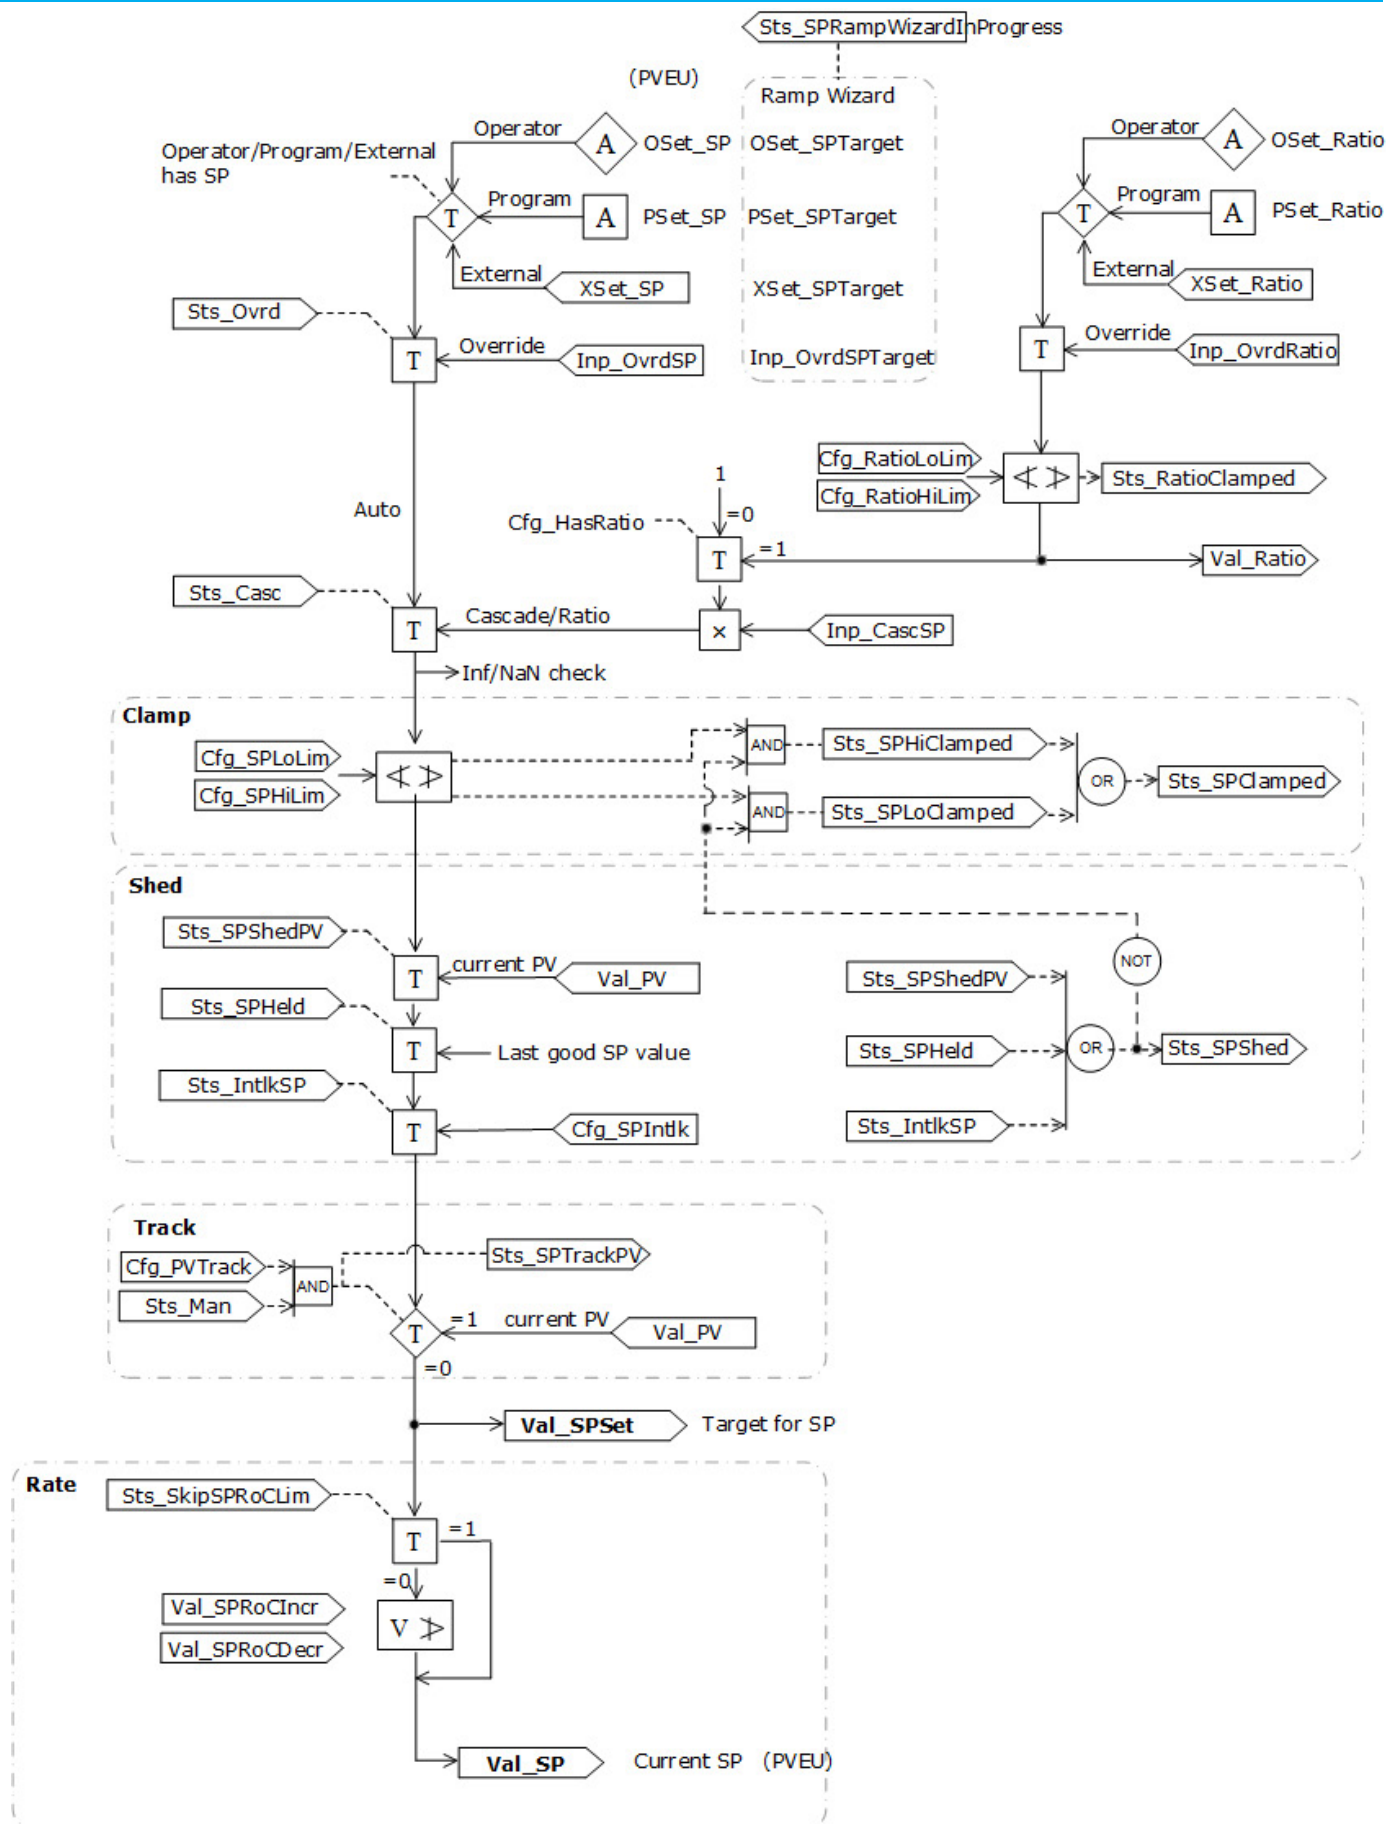 Sts_SPRampWizardInProgress
(PVEU)
Ramp Wizard
Operator
A
OSet_SP
OSet_SPTarget
Operator
A
OSet_Ratio
Operator/Program/External
has SP
T
Program
A
PSet_SP
PSet_SPTarget
T
Program
A
PSet_Ratio
External
XSet_SP
XSet_SPTarget
External
XSet_Ratio
Sts_Ovrd
T
Override
Inp_OvrdSP
Inp_OvrdSPTarget
T
Override
Inp_OvrdRatio
Cfg_RatioLoLim
Cfg_RatioHiLim
Sts_RatioClamped
1
=0
Auto
Cfg_HasRatio
T
=1
Val_Ratio
Sts_Casc
T
Cascade/Ratio
×
Inp_CascSP
Inf/NaN check
Clamp
Cfg_SPLoLim
Cfg_SPHiLim
AND
Sts_SPHiClamped
AND
Sts_SPLoClamped
OR
Sts_SPClamped
Shed
Sts_SPShedPV
T
current PV
Val_PV
Sts_SPHeld
T
Last good SP value
Sts_IntlkSP
T
Cfg_SPIntlk
Sts_SPShedPV
Sts_SPHeld
Sts_IntlkSP
OR
NOT
Sts_SPShed
Track
Cfg_PVTrack
Sts_Man
AND
Sts_SPTrackPV
T
=1
current PV
Val_PV
=0
Val_SPSet
Target for SP
Rate
Sts_SkipSPRoCLim
T
=1
=0
Val_SPRoCIncr
Val_SPRoCDecr
V
Val_SP
Current SP (PVEU)